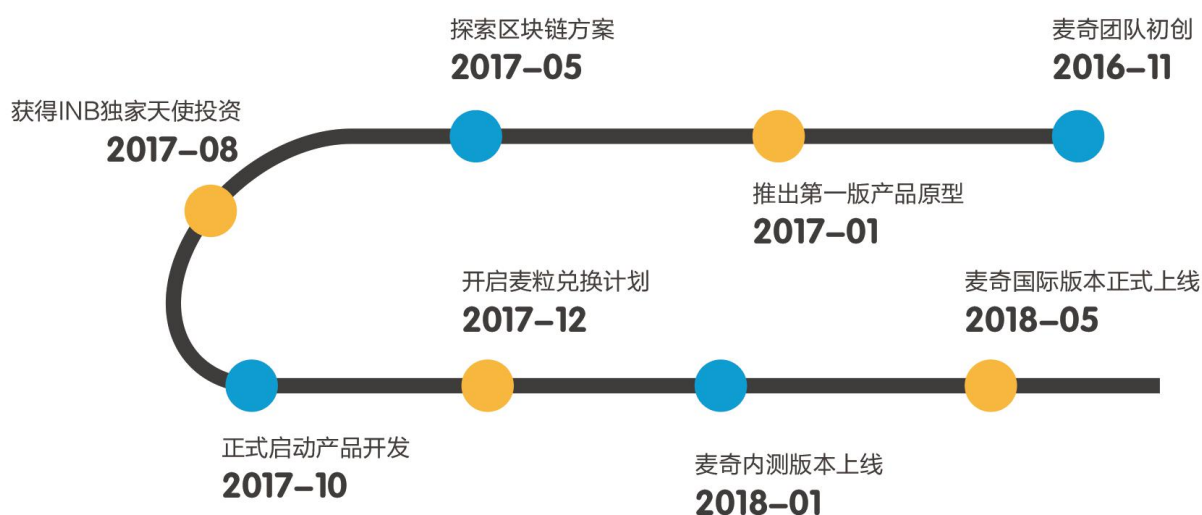 探索区块链方案
2017–05
麦奇团队初创
2016–11
获得INB独家天使投资
2017–08
推出第一版产品原型
2017–01
开启麦粒兑换计划
2017–12
麦奇国际版本正式上线
2018–05
正式启动产品开发
2017–10
麦奇内测版本上线
2018–01